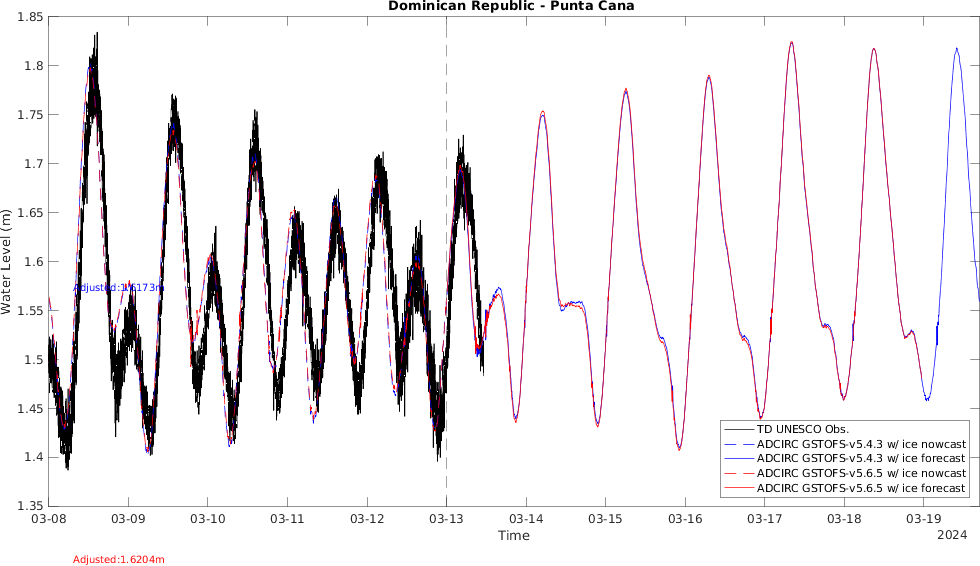 Dominican Republic - Punta Cana
1.85
1.8
1.75
1.7
1.65
1.6
1.55
1.5
1.45
1.4
1.35
Water Level (m)
Adjusted:1.6173m
TD UNESCO Obs.
ADCIRC GSTOFS-v5.4.3 w/ ice nowcast
ADCIRC GSTOFS-v5.4.3 w/ ice forecast
ADCIRC GSTOFS-v5.6.5 w/ ice nowcast
ADCIRC GSTOFS-v5.6.5 w/ ice forecast
03-08 03-09 03-10 03-11 03-12 03-13 03-14 03-15 03-16 03-17 03-18 03-19
2024
Time
Adjusted:1.6204m